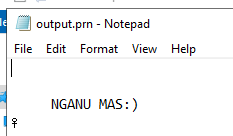 output.prn - Notepad
File Edit Format View Help
NGANU MAS:)
♀